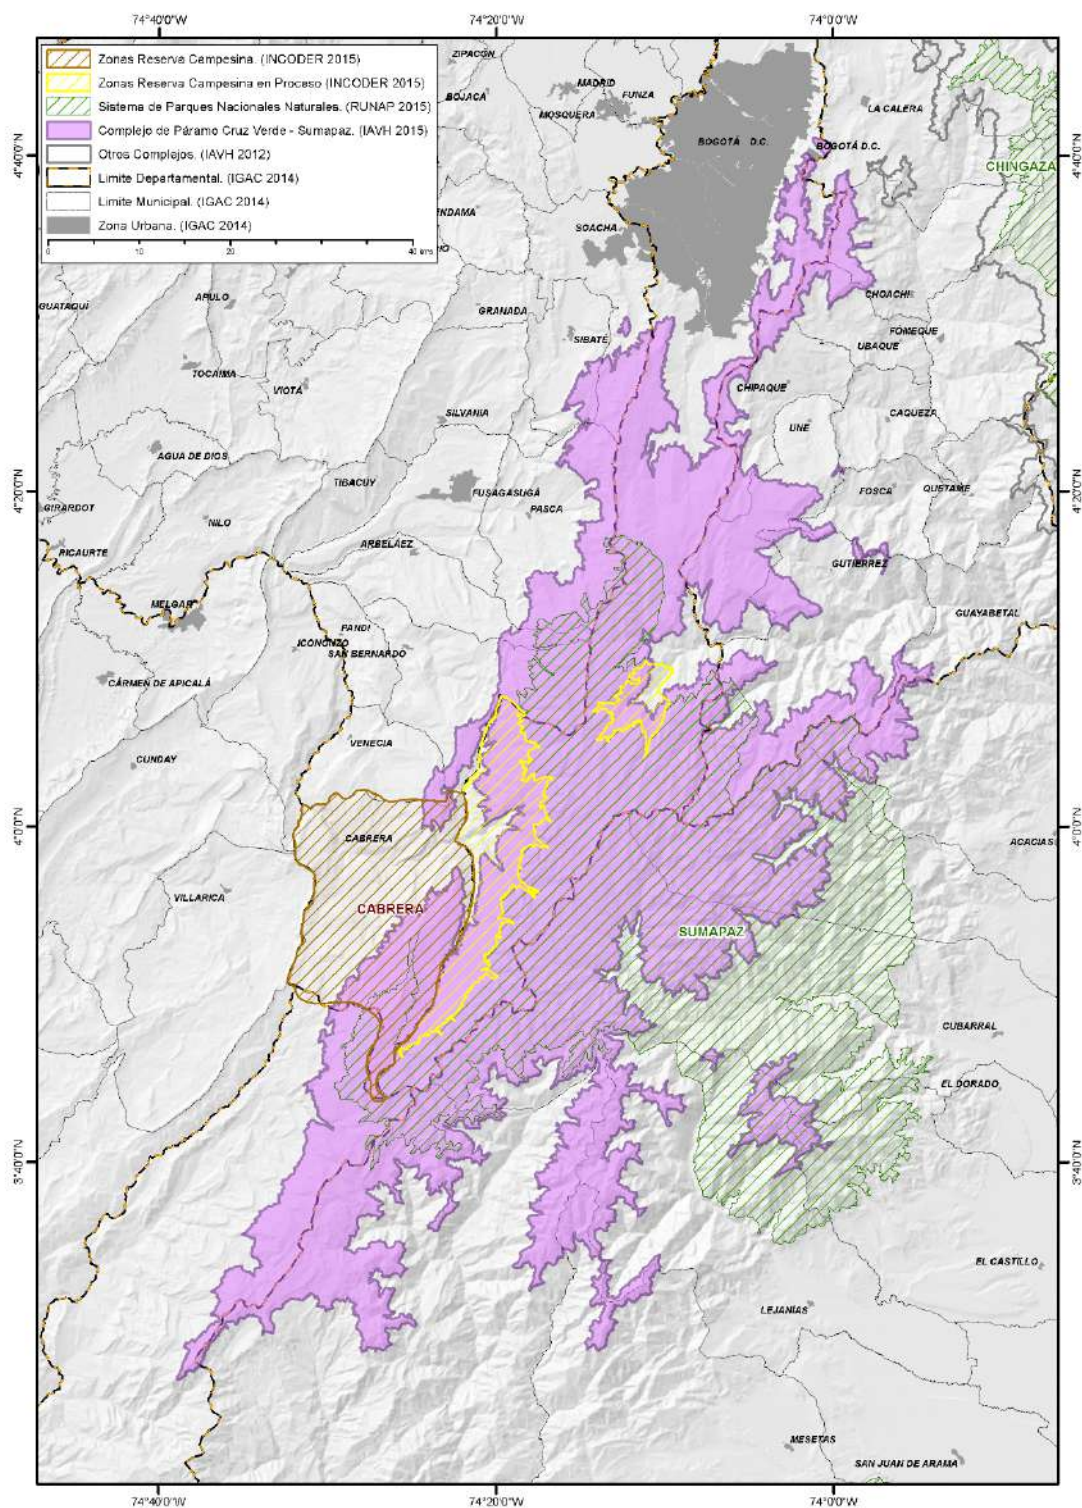 74°40'0"W
74°20'0"W
74°0'0"W
Zonas Reserva Campesina. (INCODER 2015)
Zonas Reserva Campesina en Proceso (INCODER 2015)
Sistema de Parques Nacionales Naturales. (RUNAP 2015)
Complejo de Páramo Cruz Verde - Sumapaz. (IAVH 2015)
Otros Complejos. (IAVH 2012)
Limite Departamental. (IGAC 2014)
Limite Municipal. (IGAC 2014)
Zona Urbana. (IGAC 2014)
0 10 20 40 kms
ZIPACÓN
BOJACÁ
MADRID
FUNZA
MOSQUERA
LA CALERA
BOGOTÁ D.C.
BOGOTÁ D.C.
4°40'0"N
4°40'0"N
CHINGAZA
ENDAMA
SOACHA
RIO
CHOACHÍ
GUATAQUÍ
APULO
GRANADA
SIBATÉ
FÓMEQUE
UBAQUE
TOCAIMA
VIOTÁ
CHIPAQUE
SILVANIA
UNE
CAQUEZA
AGUA DE DIOS
TIBACUY
FUSAGASUGÁ
PASCA
FOSCA
QUETAME
4°20'0"N
4°20'0"N
GIRARDOT
NILO
RICAURTE
ARBELÁEZ
GUTIÉRREZ
MELGAR
GUAYABETAL
PANDI
ICONONZO
SAN BERNARDO
CÁRMEN DE APICALÁ
VENECIA
CUNDAY
4°0'0"N
4°0'0"N
CABRERA
ACACIAS
VILLARICA
CABRERA
SUMAPAZ
CUBARRAL
EL DORADO
3°40'0"N
3°40'0"N
EL CASTILLO
LEJANÍAS
MESETAS
SAN JUAN DE ARAMA
74°40'0"W
74°20'0"W
74°0'0"W